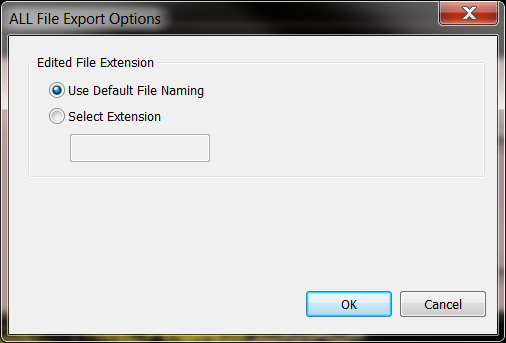 ALL File Export Options
Edited File Extension
Use Default File Naming
Select Extension
OK
Cancel